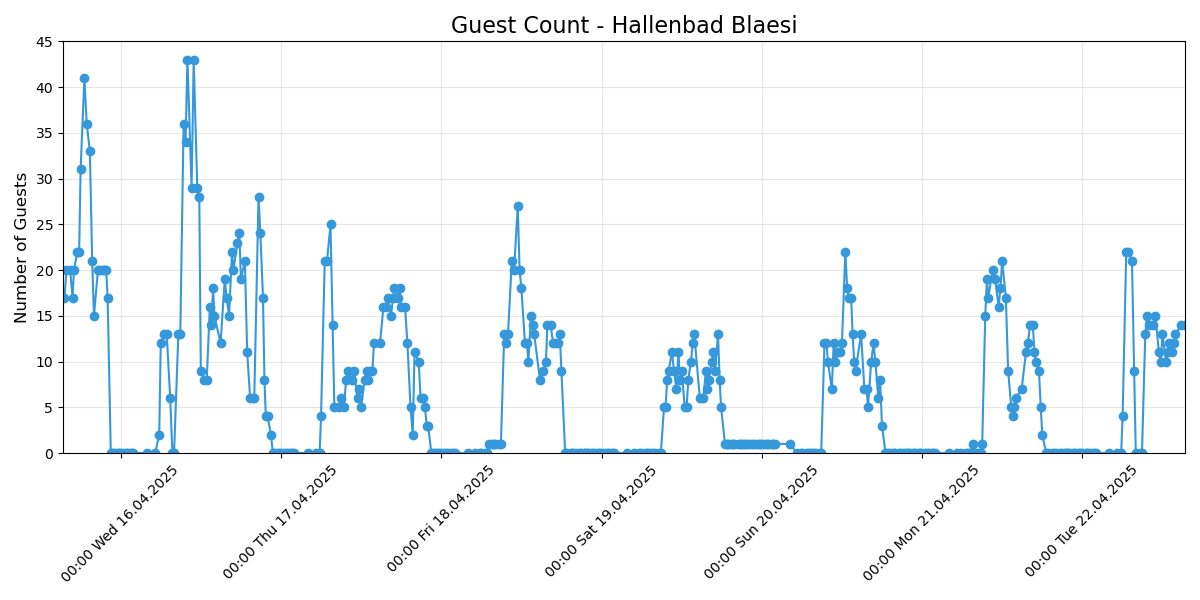 Guest Count - Hallenbad Blaesi
Number of Guests
45
40
35
30
25
20
15
10
5
0
00:00 Wed 16.04.2025
00:00 Thu 17.04.2025
00:00 Fri 18.04.2025
00:00 Sat 19.04.2025
00:00 Sun 20.04.2025
00:00 Mon 21.04.2025
00:00 Tue 22.04.2025